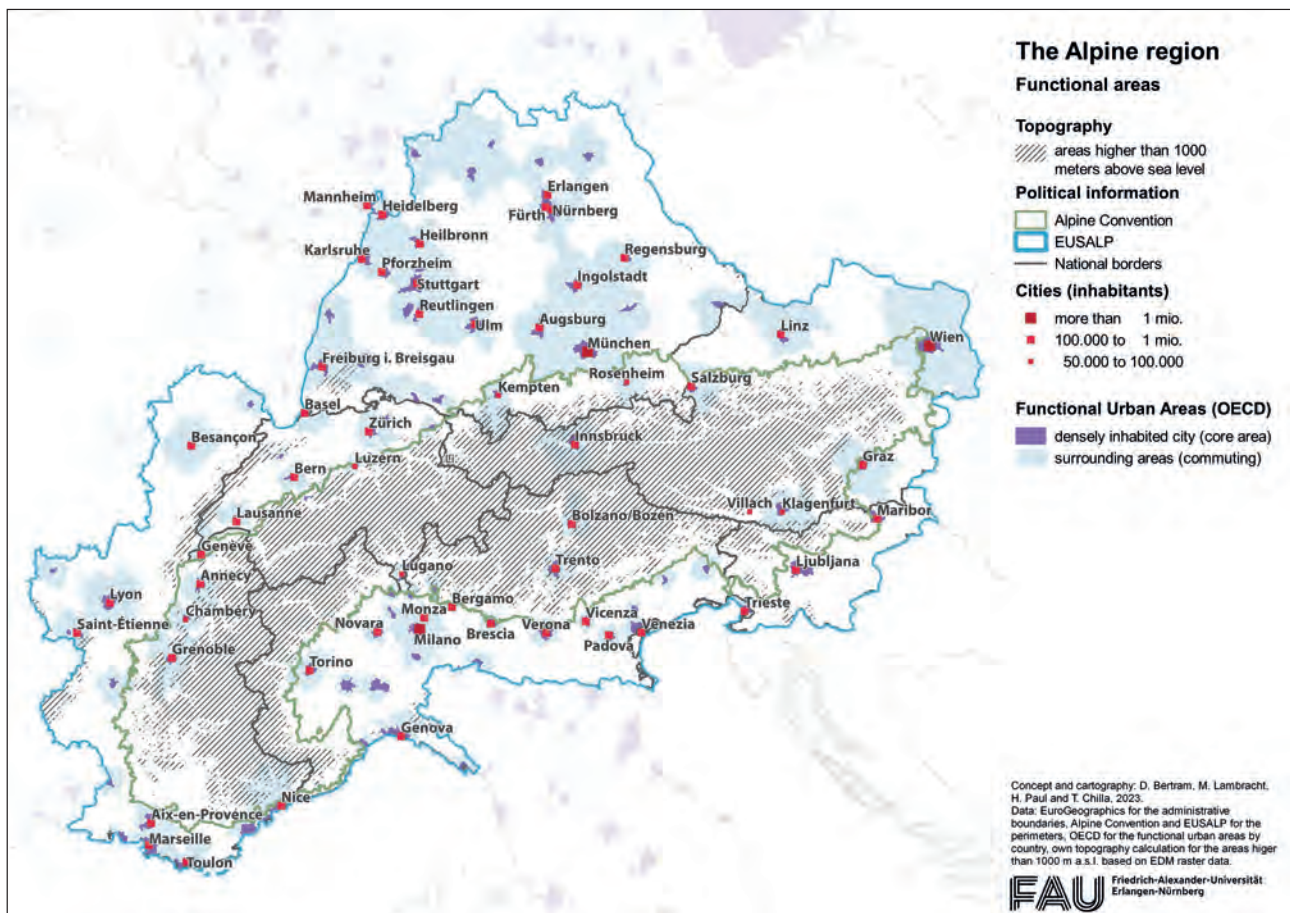 The Alpine region
Functional areas
Topography
areas higher than 1000
meters above sea level
Political information
Alpine Convention
EUSALP
National borders
Cities (inhabitants)
more than 1 mio.
100.000 to 1 mio.
50.000 to 100.000
Functional Urban Areas (OECD)
densely inhabited city (core area)
surrounding areas (commuting)
Erlangen
Mannheim
Heidelberg
Fürth
Nürnberg
Heilbronn
Karlsruhe
Regensburg
Pforzheim
Ingolstadt
Stuttgart
Reutlingen
Ulm
Augsburg
Linz
Wien
München
Freiburg i. Breisgau
Rosenheim
Kempten
Salzburg
Basel
Zürich
Besançon
Innsbruck
Luzern
Graz
Bern
Villach
Klagenfurt
Maribor
Lausanne
Bolzano/Bozen
Genève
Trento
Ljubljana
Lugano
Annecy
Lyon
Chambéry
Bergamo
Monza
Vicenza
Trieste
Saint-Étienne
Novara
Milano
Brescia
Verona
Vènezia
Padova
Grenoble
Torino
Genova
Nice
Aix-en-Provence
Marseille
Toulon
Concept and cartography: D. Bertram, M. Lambracht,
H. Paul and T. Chilla, 2023.
Data: EuroGeographics for the administrative
boundaries, Alpine Convention and EUSALP for the
perimeters, OECD for the functional urban areas by
country, own topography calculation for the areas higer
than 1000 m a.s.l. based on EDM raster data.
FAU Friedrich-Alexander-Universität
Erlangen-Nürnberg